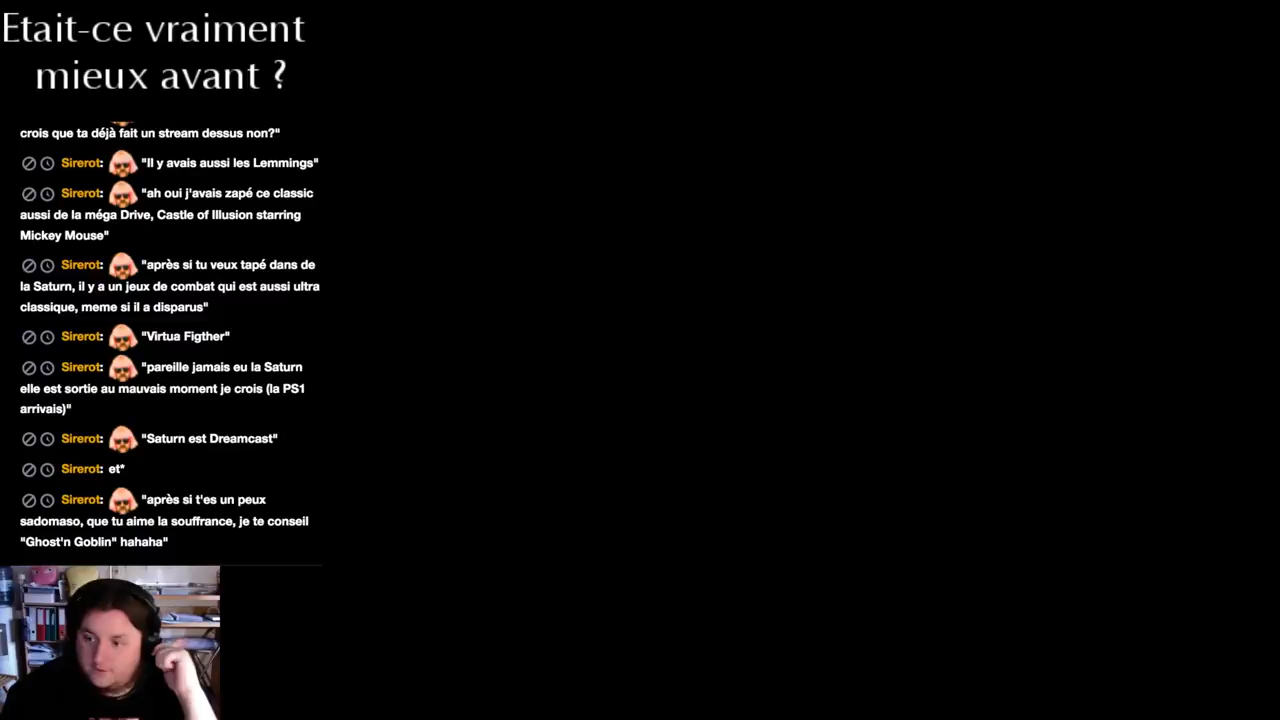 Etait-ce vraiment
mieux avant ?
crois que ta déjà fait un stream dessus non?"
Sirerot: "Il y avais aussi les Lemmings"
Sirerot: "ah oui j'avais zapé ce classic
aussi de la méga Drive, Castle of Illusion starring
Mickey Mouse"
Sirerot: "après si tu veux tapé dans de
la Saturn, il y a un jeux de combat qui est aussi ultra
classique, meme si il a disparus"
Sirerot: "Virtua Figther"
Sirerot: "pareille jamais eu la Saturn
elle est sortie au mauvais moment je crois (la PS1
arrivais)"
Sirerot: "Saturn est Dreamcast"
Sirerot: et*
Sirerot: "après si t'es un peux
sadomaso, que tu aime la souffrance, je te conseil
"Ghost'n Goblin" hahaha"